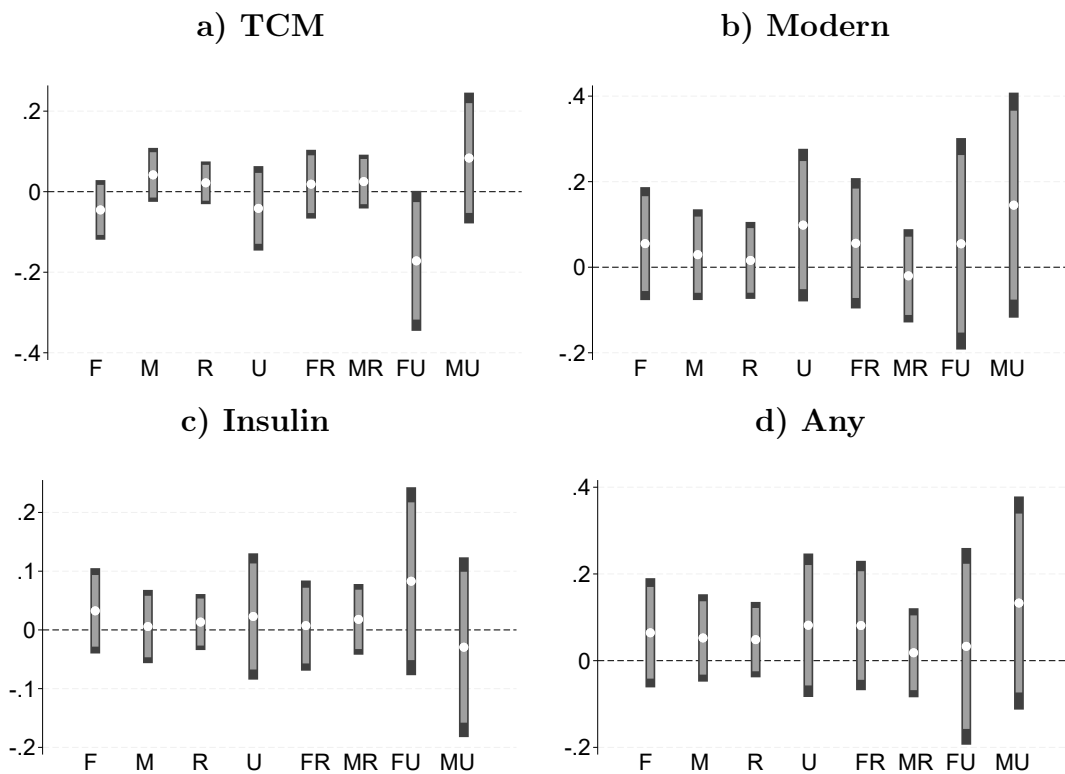 a) TCM
.2
0
-.2
-.4
F M R U FR MR FU MU
b) Modern
.4
.2
0
-.2
F M R U FR MR FU MU
c) Insulin
.2
.1
0
-.1
-.2
F M R U FR MR FU MU
d) Any
.4
.2
0
-.2
F M R U FR MR FU MU